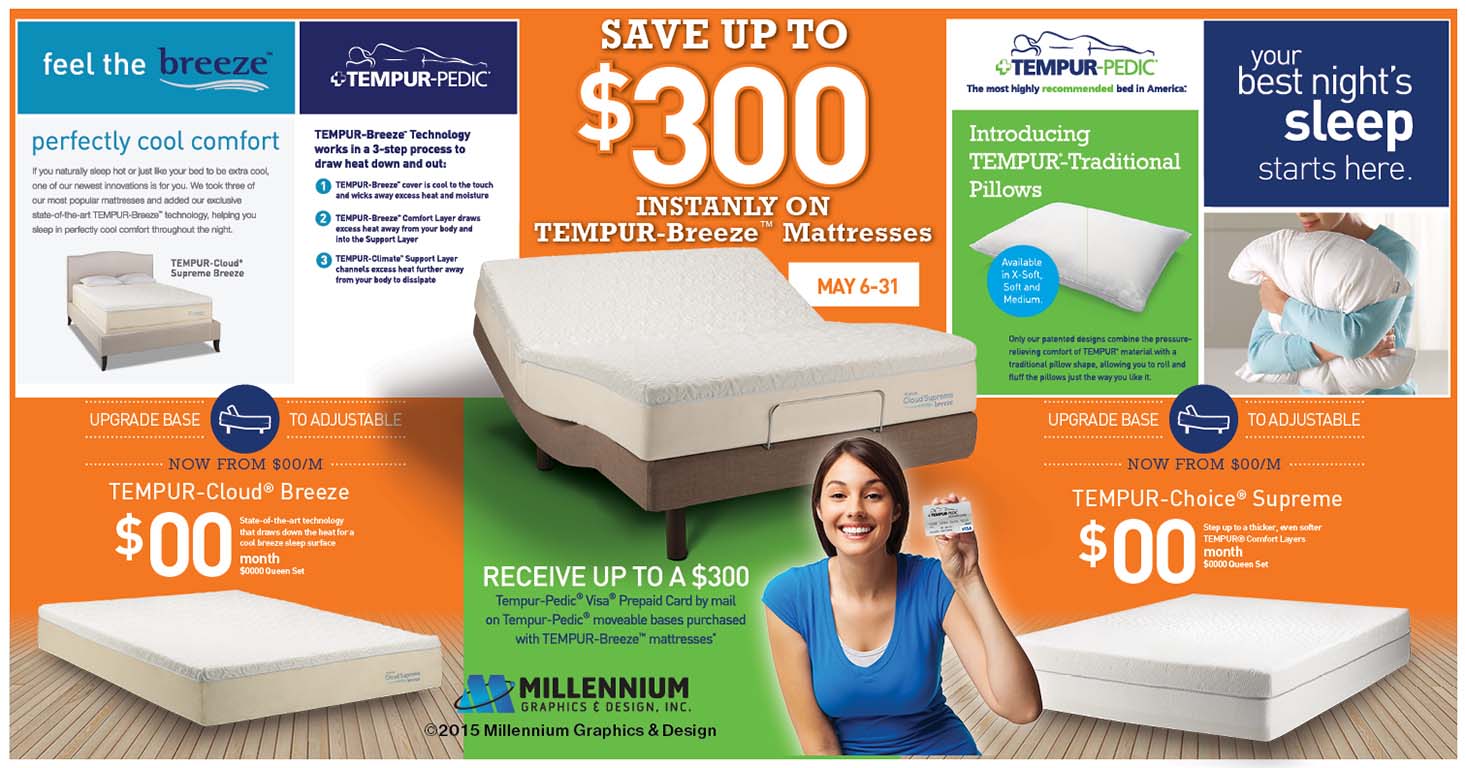 feel the breeze™
TEMPUR-PEDIC®
perfectly cool comfort
If you naturally sleep hot or just like your bed to be extra cool,
one of our newest innovations is for you. We took three of
our most popular mattresses and added our exclusive
state-of-the-art TEMPUR-Breeze™ technology, helping you
sleep in perfectly cool comfort throughout the night.
TEMPUR-Cloud®
Supreme Breeze
TEMPUR-Breeze™ Technology
works in a 3-step process to
draw heat down and out:
1 TEMPUR-Breeze™ cover is cool to the touch
and wicks away excess heat and moisture
2 TEMPUR-Breeze™ Comfort Layer draws
excess heat away from your body and
into the Support Layer
3 TEMPUR-Climate™ Support Layer
channels excess heat further away
from your body to dissipate
SAVE UP TO
$300
INSTANLY ON
TEMPUR-Breeze™ Mattresses
MAY 6-31
TEMPUR-PEDIC®
The most highly recommended bed in America.®
Introducing
TEMPUR®-Traditional
Pillows
Available
in X-Soft,
Soft and
Medium.
Only our patented designs combine the pressure-
relieving comfort of TEMPUR® material with a
traditional pillow shape, allowing you to roll and
fluff the pillows just the way you like it.
your
best night's
sleep
starts here.
UPGRADE BASE TO ADJUSTABLE
NOW FROM $00/M
TEMPUR-Cloud® Breeze
$00
State-of-the-art technology
that draws down the heat for a
cool breeze sleep surface
month
$0000 Queen Set
Cloud Supreme
breeze
Cloud Supreme
breeze
RECEIVE UP TO A $300
Tempur-Pedic® Visa® Prepaid Card by mail
on Tempur-Pedic® moveable bases purchased
with TEMPUR-Breeze™ mattresses*
TEMPUR-PEDIC
VISA
MILLENNIUM
GRAPHICS & DESIGN, INC.
©2015 Millennium Graphics & Design
UPGRADE BASE TO ADJUSTABLE
NOW FROM $00/M
TEMPUR-Choice® Supreme
$00
Step up to a thicker, even softer
TEMPUR® Comfort Layers
month
$0000 Queen Set